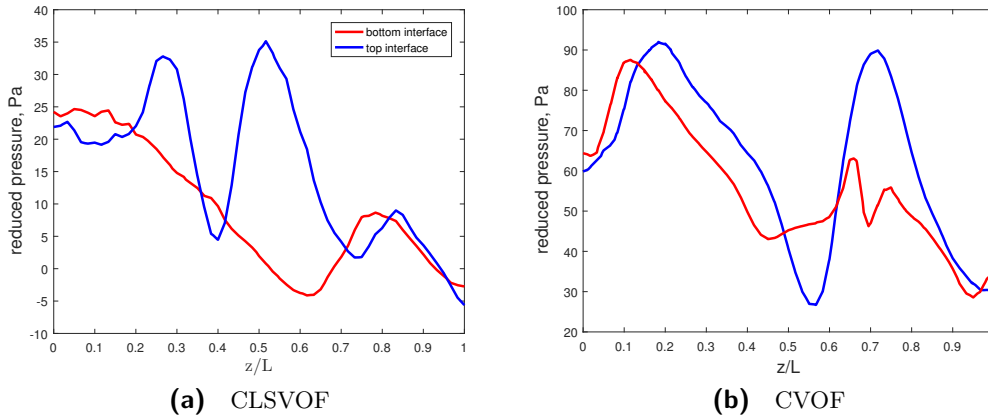 40
35
30
25
20
15
10
5
0
-5
-10
reduced pressure, Pa
bottom interface
top interface
0 0.1 0.2 0.3 0.4 0.5 0.6 0.7 0.8 0.9 1
z/L
(a) CLSVOF
100
90
80
70
60
50
40
30
20
reduced pressure, Pa
0 0.1 0.2 0.3 0.4 0.5 0.6 0.7 0.8 0.9
z/L
(b) CVOF